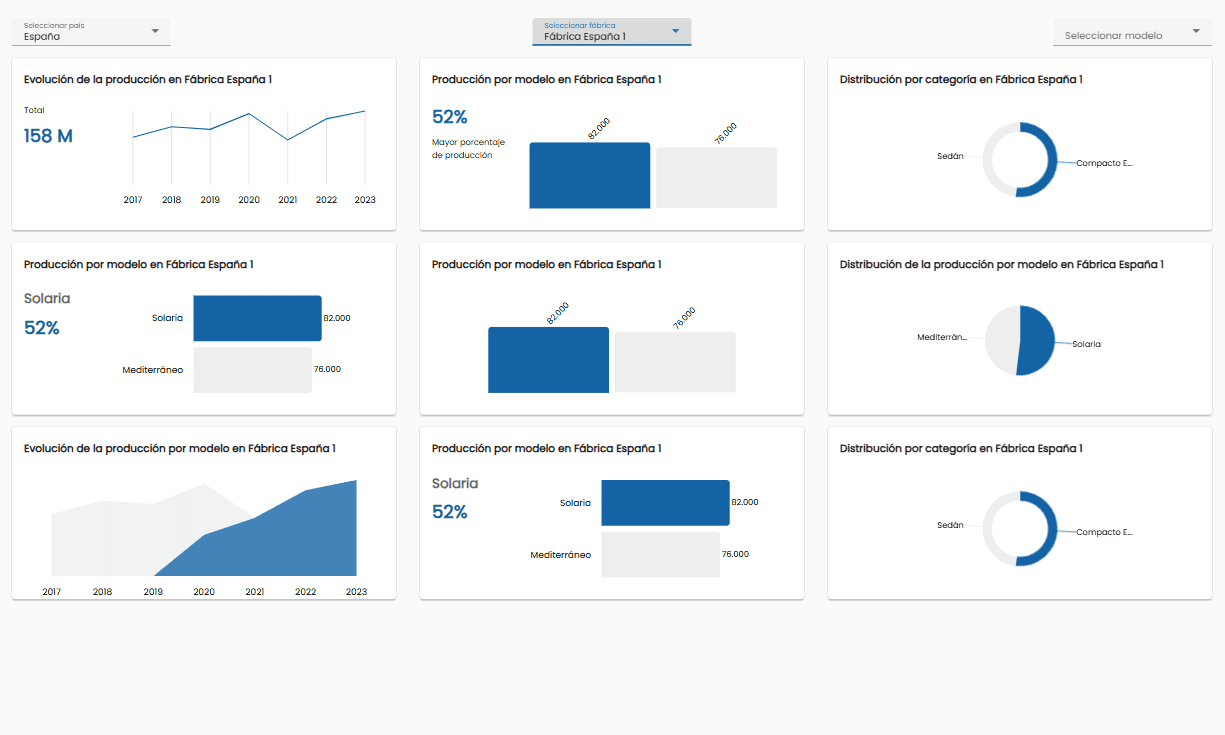 Seleccionar país
España
Seleccionar fábrica
Fábrica España 1
Seleccionar modelo
Evolución de la producción en Fábrica España 1
Total
158 M
2017 2018 2019 2020 2021 2022 2023
Producción por modelo en Fábrica España 1
52%
Mayor porcentaje
de producción
82.000
76.000
Distribución por categoría en Fábrica España 1
Sedán
Compacto E...
Producción por modelo en Fábrica España 1
Solaria
52%
Solaria
82.000
Mediterráneo
76.000
Producción por modelo en Fábrica España 1
82.000
76.000
Distribución de la producción por modelo en Fábrica España 1
Mediterrán...
Solaria
Evolución de la producción por modelo en Fábrica España 1
2017 2018 2019 2020 2021 2022 2023
Producción por modelo en Fábrica España 1
Solaria
52%
Solaria
82.000
Mediterráneo
76.000
Distribución por categoría en Fábrica España 1
Sedán
Compacto E...